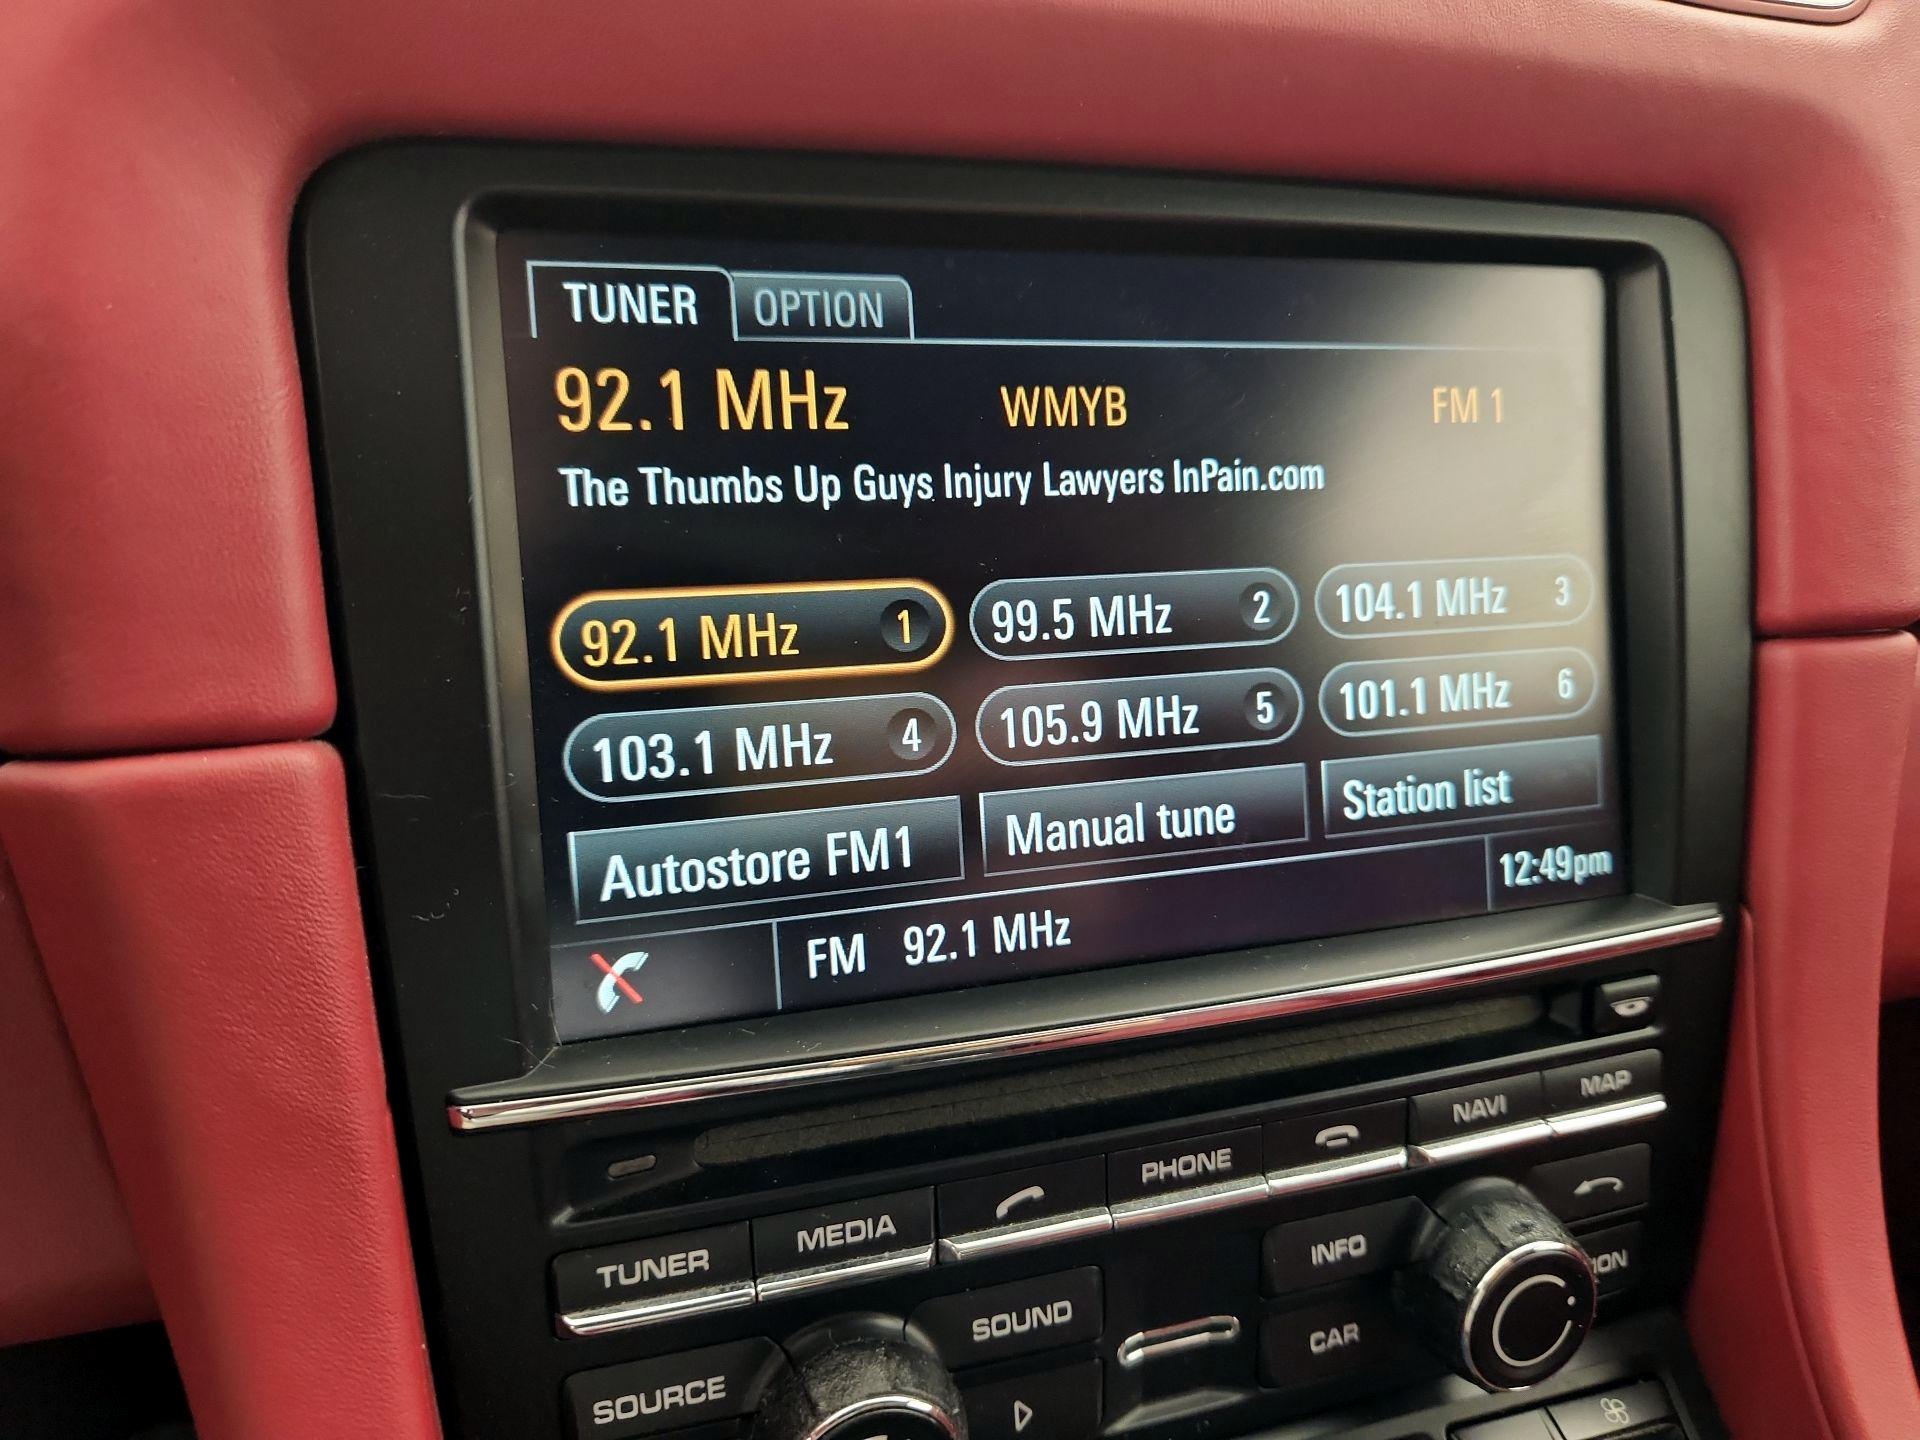 TUNER OPTION
92.1 MHz WMYB FM 1
The Thumbs Up Guys Injury Lawyers InPain.com
92.1 MHz 1 99.5 MHz 2 104.1 MHz 3
103.1 MHz 4 105.9 MHz 5 101.1 MHz 6
Autostore FM1 Manual tune Station list
FM 92.1 MHz 12:49pm
TUNER MEDIA PHONE NAVI MAP
SOUND INFO
SOURCE CAR